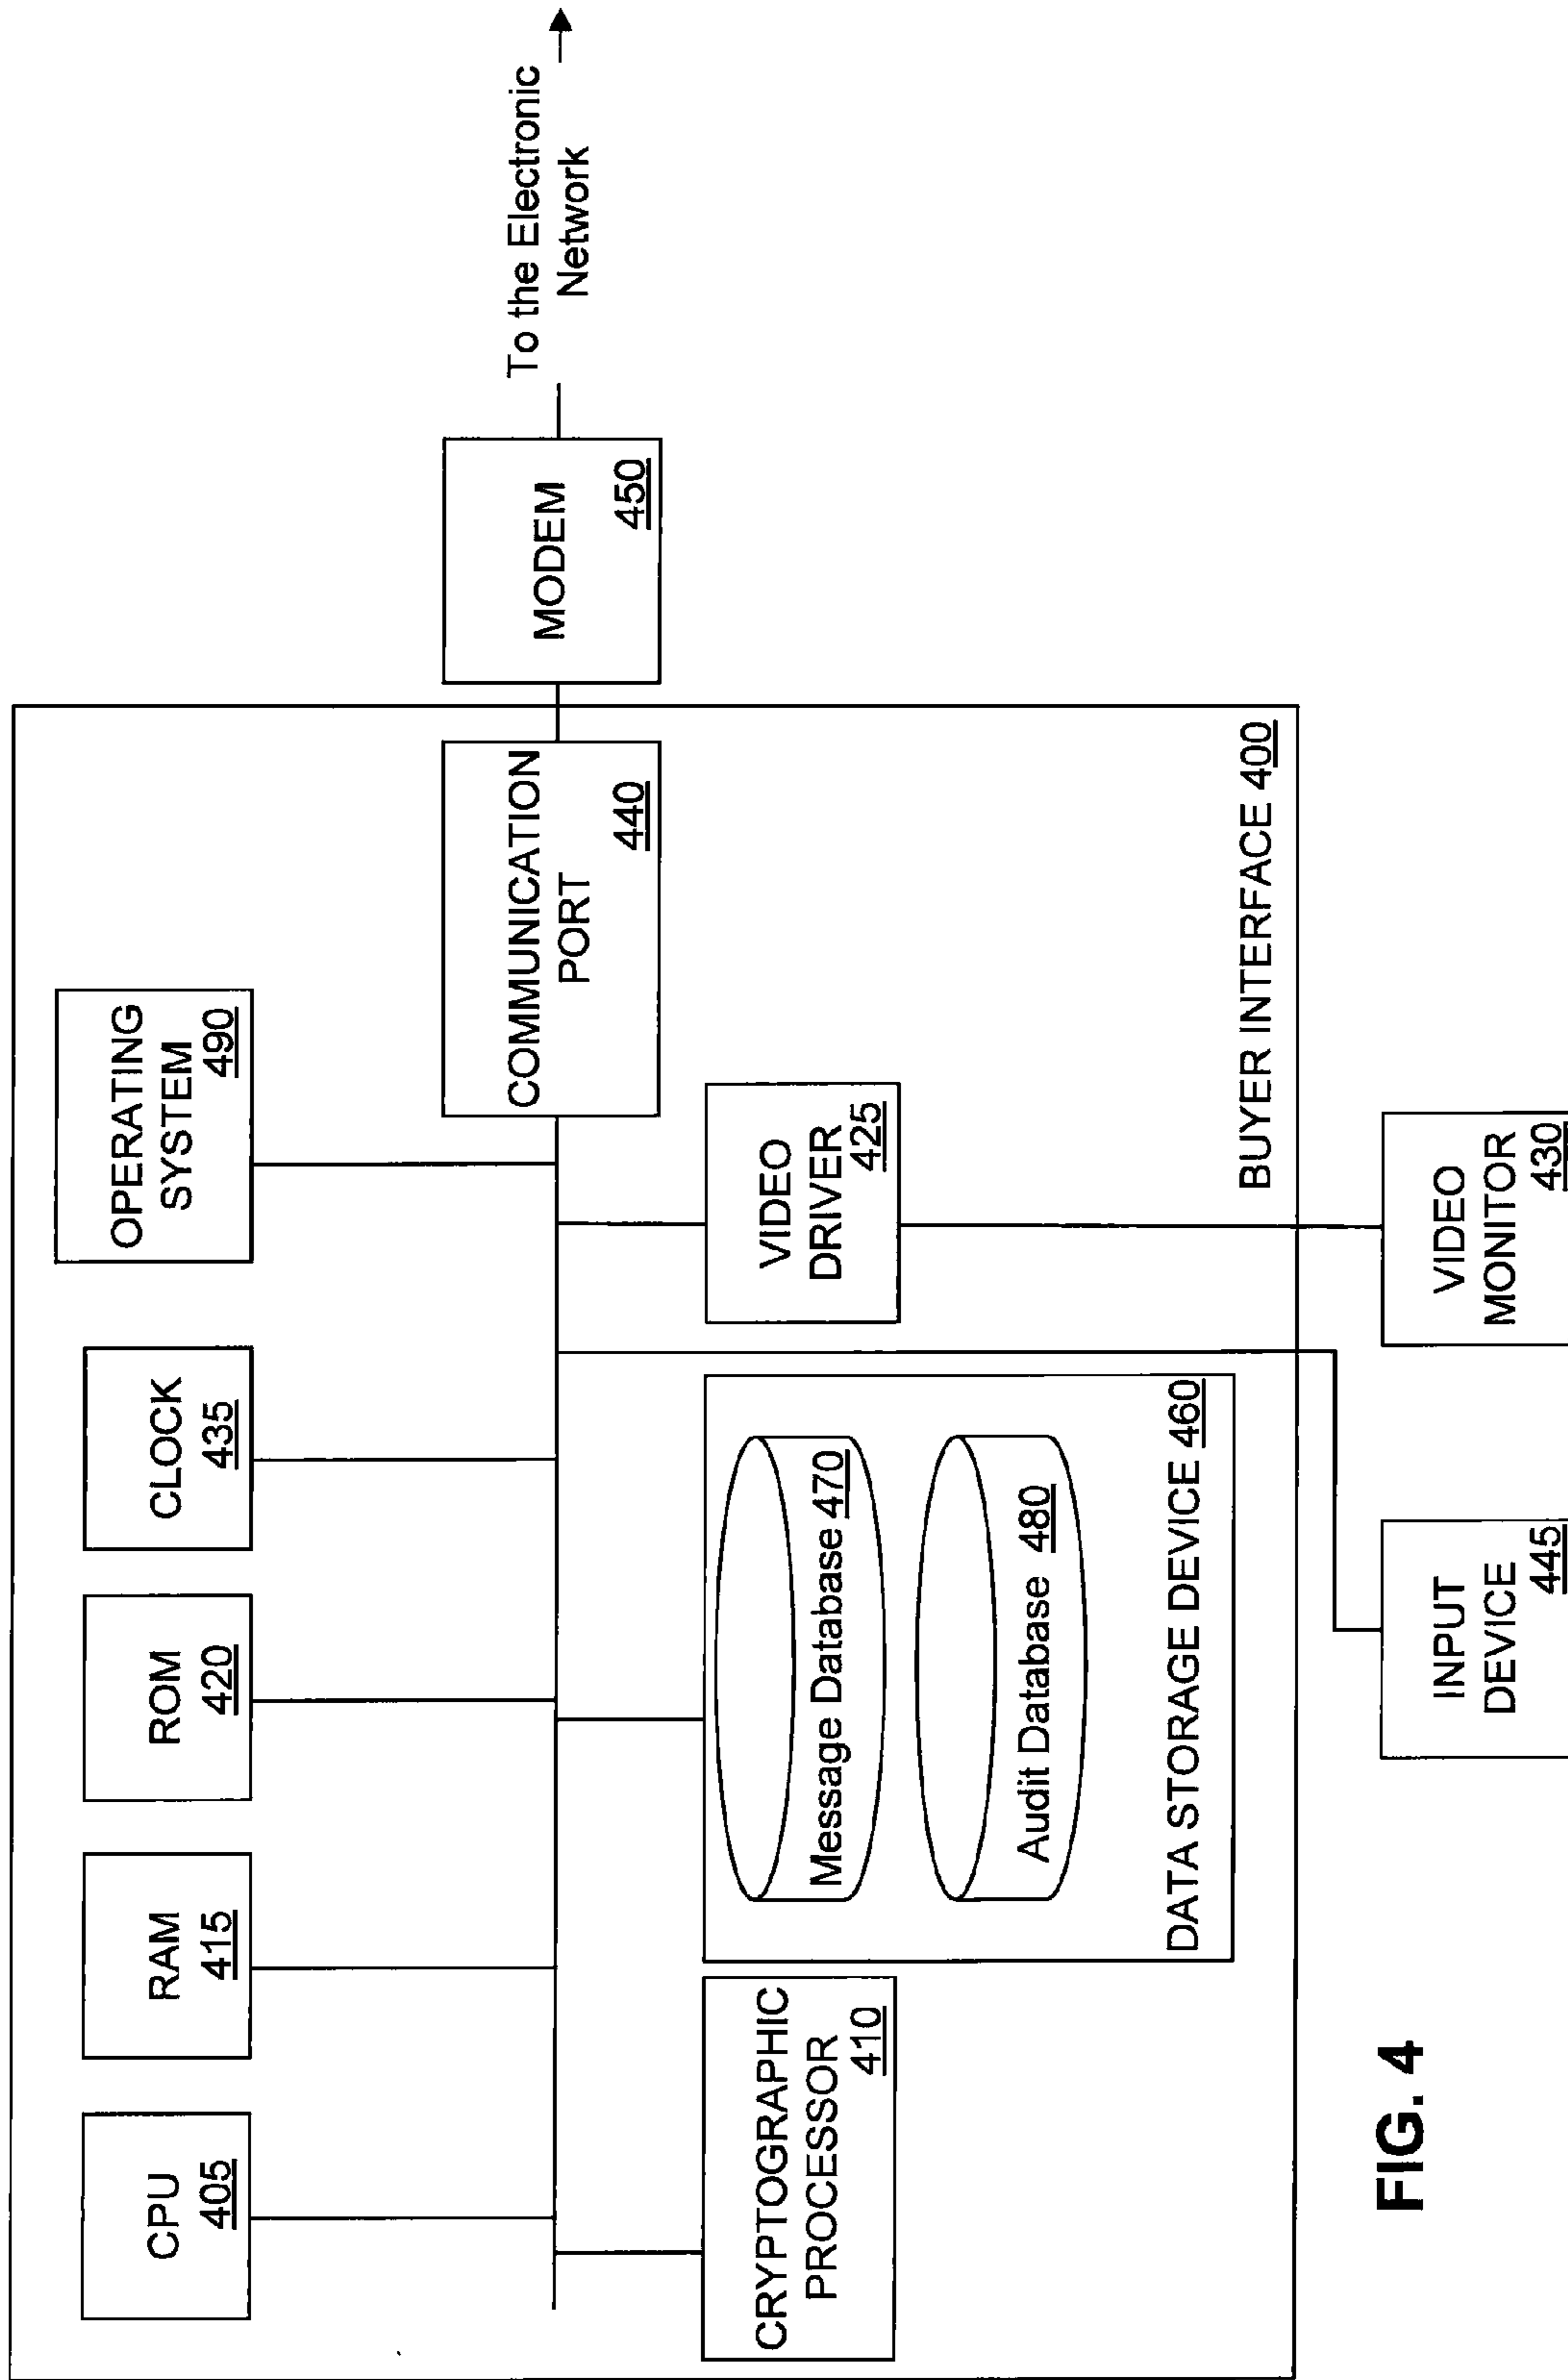 CPU
405
RAM
415
ROM
420
CLOCK
435
OPERATING
SYSTEM
490
COMMUNICATION
PORT
440
MODEM
450
To the Electronic
Network
CRYPTOGRAPHIC
PROCESSOR
410
Message Database 470
Audit Database 480
DATA STORAGE DEVICE 460
VIDEO
DRIVER
425
BUYER INTERFACE 400
INPUT
DEVICE
445
VIDEO
MONITOR
430
FIG. 4